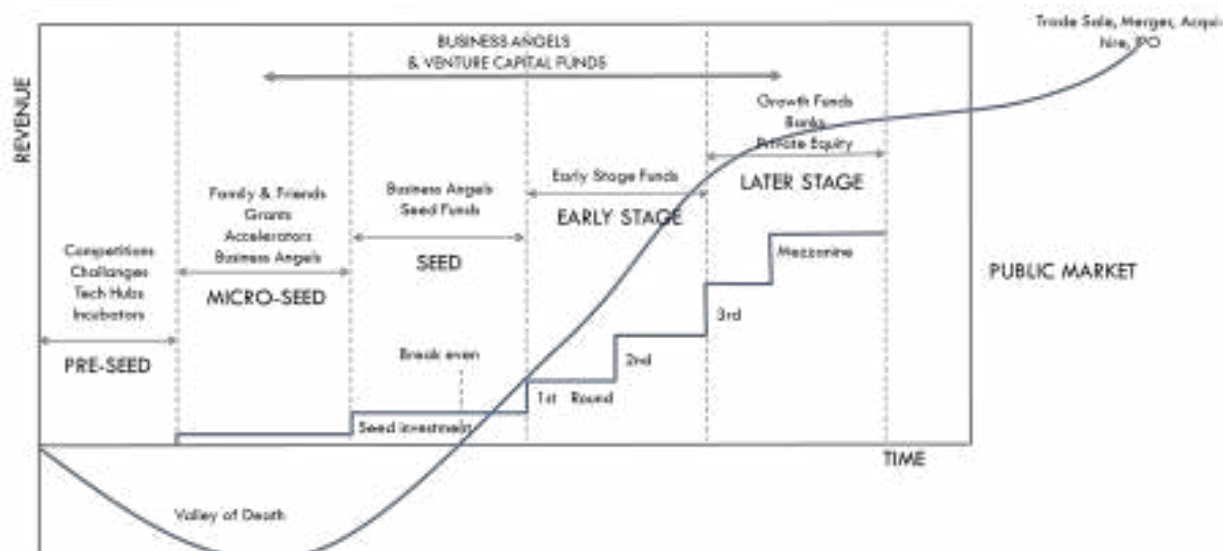 Trade Sale, Merger, Acqui-
hire, IPO
BUSINESS ANGELS
& VENTURE CAPITAL FUNDS
REVENUE
Growth Funds
Banks
Private Equity
LATER STAGE
Early Stage Funds
EARLY STAGE
Business Angels
Seed Funds
SEED
Family & Friends
Grants
Accelerators
Business Angels
MICRO-SEED
Competitions
Challanges
Tech Hubs
Incubators
PRE-SEED
Mezzanine
PUBLIC MARKET
3rd
2nd
Break even
1st Round
Seed investment
TIME
Valley of Death